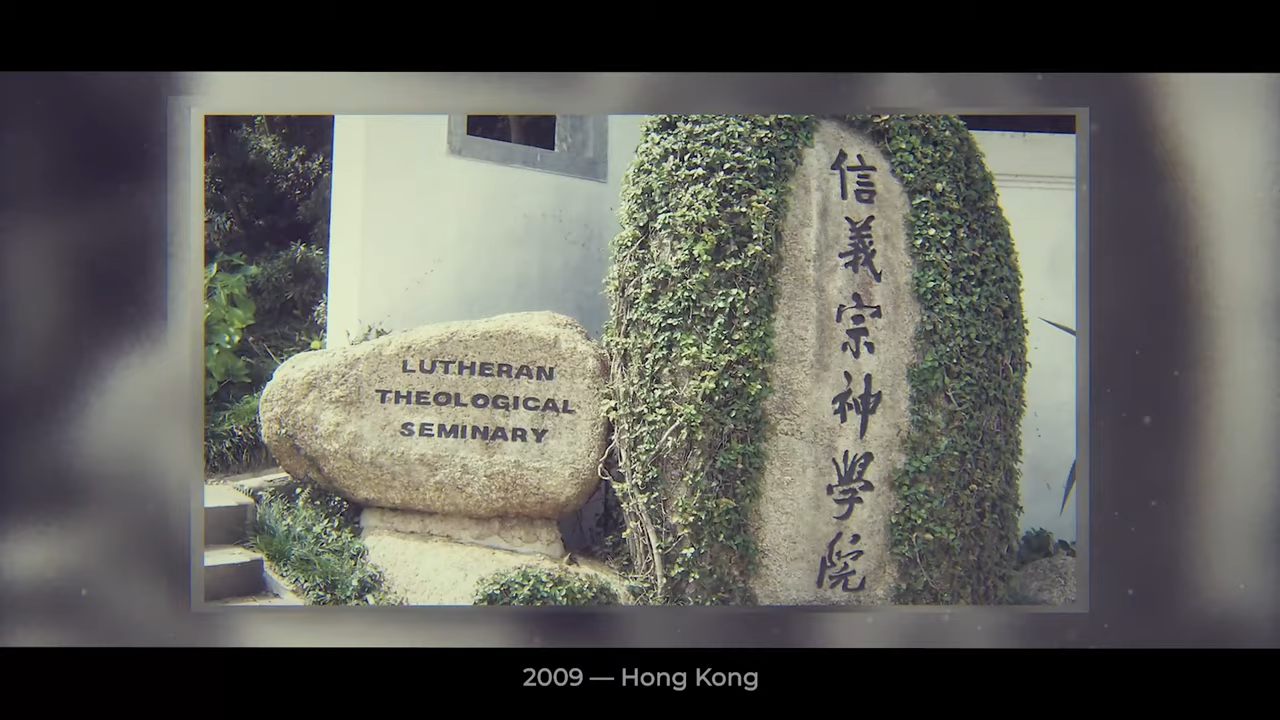 LUTHERAN
THEOLOGICAL
SEMINARY
信義宗神學院
2009 — Hong Kong